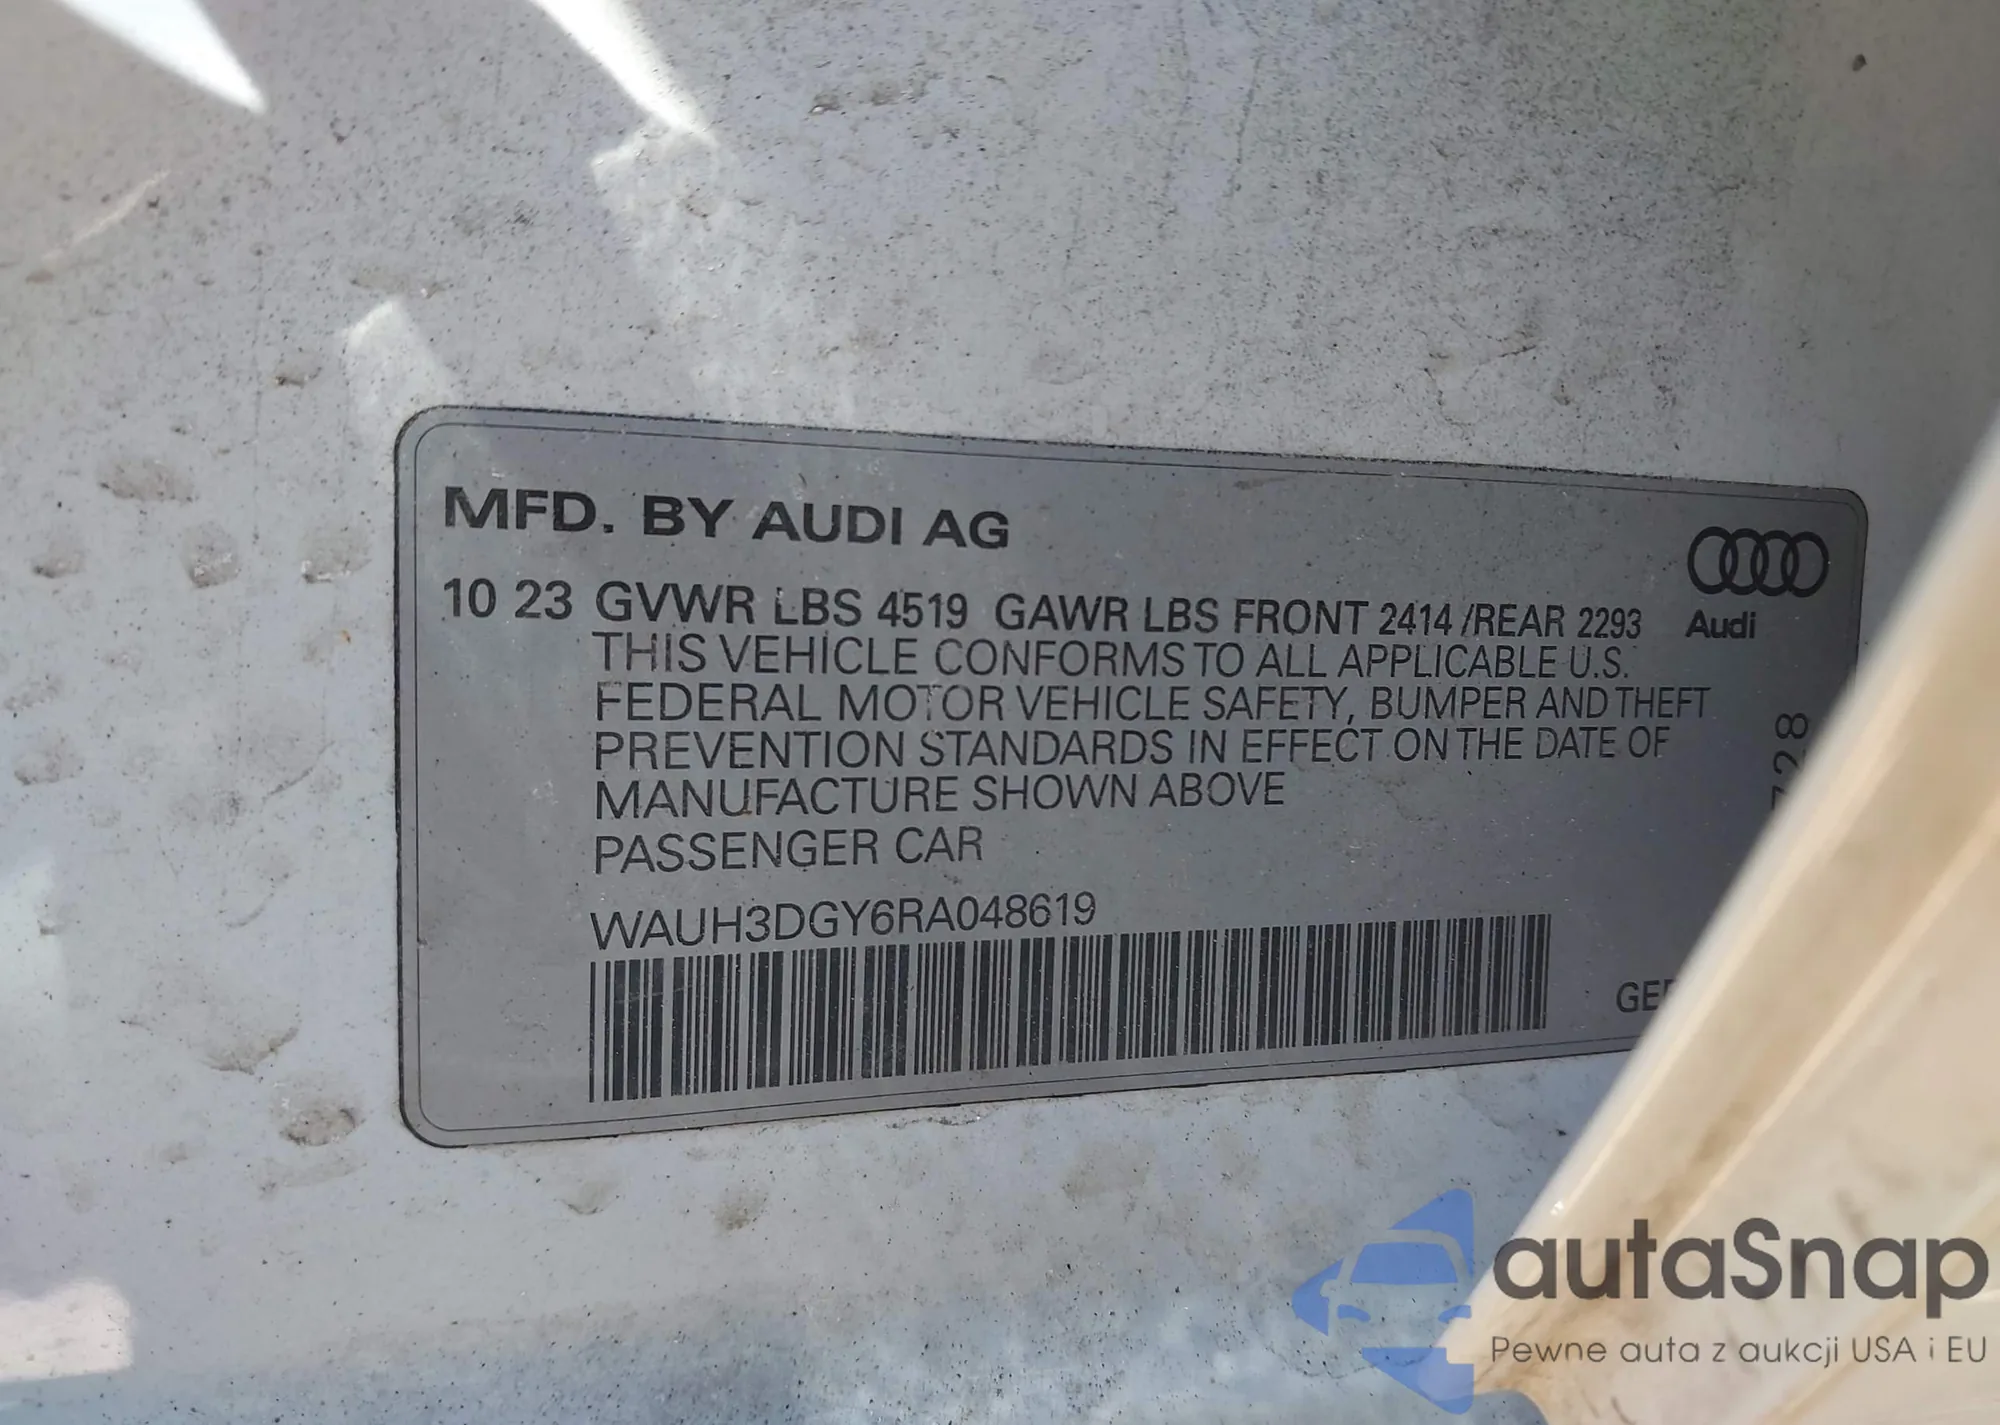 MFD. BY AUDI AG
10 23 GVWR LBS 4519 GAWR LBS FRONT 2414 /REAR 2293
Audi
THIS VEHICLE CONFORMS TO ALL APPLICABLE U.S.
FEDERAL MOTOR VEHICLE SAFETY, BUMPER AND THEFT
PREVENTION STANDARDS IN EFFECT ON THE DATE OF
MANUFACTURE SHOWN ABOVE
PASSENGER CAR
WAUH3DGY6RA048619
autaSnap
Pewne auta z aukcji USA i EU